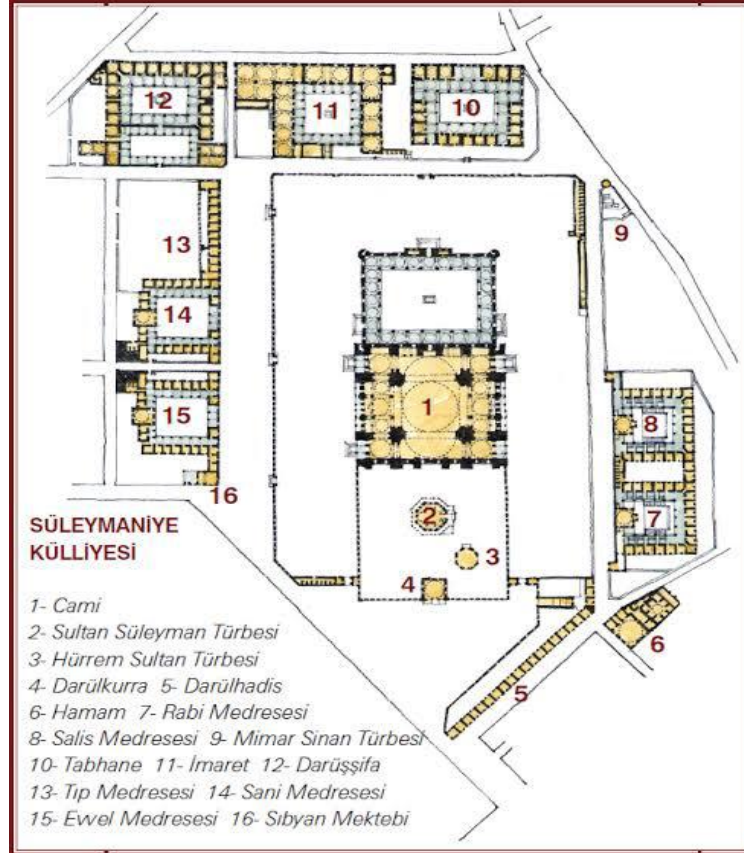 12
11
10
9
13
14
1
8
15
7
16
2
3
4
6
5
SÜLEYMANİYE
KÜLLİYESİ
1- Cami
2- Sultan Süleyman Türbesi
3- Hürrem Sultan Türbesi
4- Darülkurra 5- Darülhadis
6- Hamam 7- Rabi Medresesi
8- Salis Medresesi 9- Mimar Sinan Türbesi
10- Tabhane 11- İmaret 12- Darüşşifa
13- Tıp Medresesi 14- Sani Medresesi
15- Evvel Medresesi 16- Sıbyan Mektebi